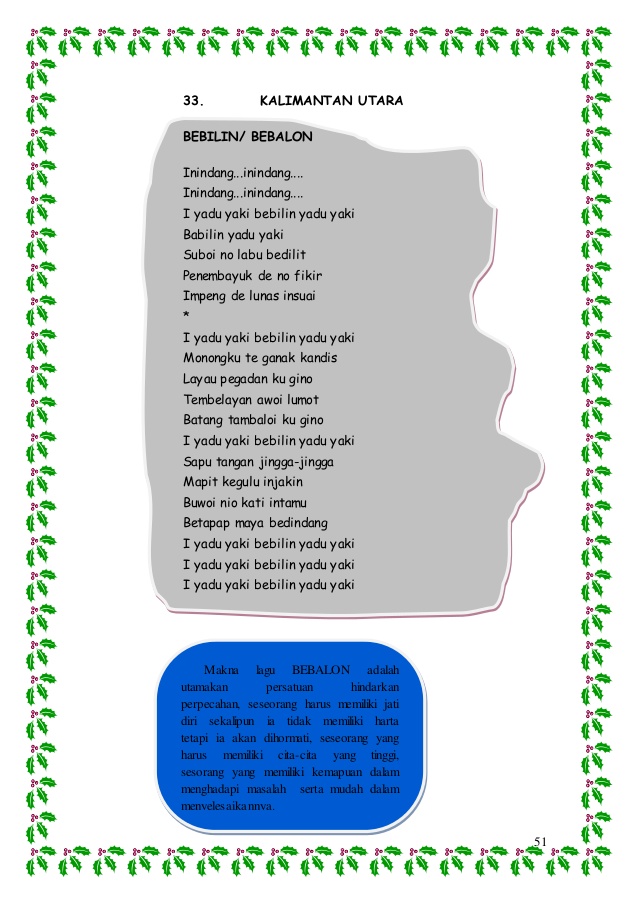 33. KALIMANTAN UTARA
BEBILIN/ BEBALON
Inindang...inindang....
Inindang...inindang....
I yadu yaki bebilin yadu yaki
Babilin yadu yaki
Suboi no labu bedilit
Penembayuk de no fikir
Impeng de lunas insuai
*
I yadu yaki bebilin yadu yaki
Monongku te ganak kandis
Layau pegadan ku gino
Tembelayan awoi lumot
Batang tambaloi ku gino
I yadu yaki bebilin yadu yaki
Sapu tangan jingga-jingga
Mapit kegulu injakin
Buwoi nio kati intamu
Betapap maya bedindang
I yadu yaki bebilin yadu yaki
I yadu yaki bebilin yadu yaki
I yadu yaki bebilin yadu yaki
Makna lagu BEBALON adalah
utamakan persatuan hindarkan
perpecahan, seseorang harus memiliki jati
diri sekalipun ia tidak memiliki harta
tetapi ia akan dihormati, seseorang yang
harus memiliki cita-cita yang tinggi,
sesorang yang memiliki kemapuan dalam
menghadapi masalah serta mudah dalam
menyelesaikannya.
51